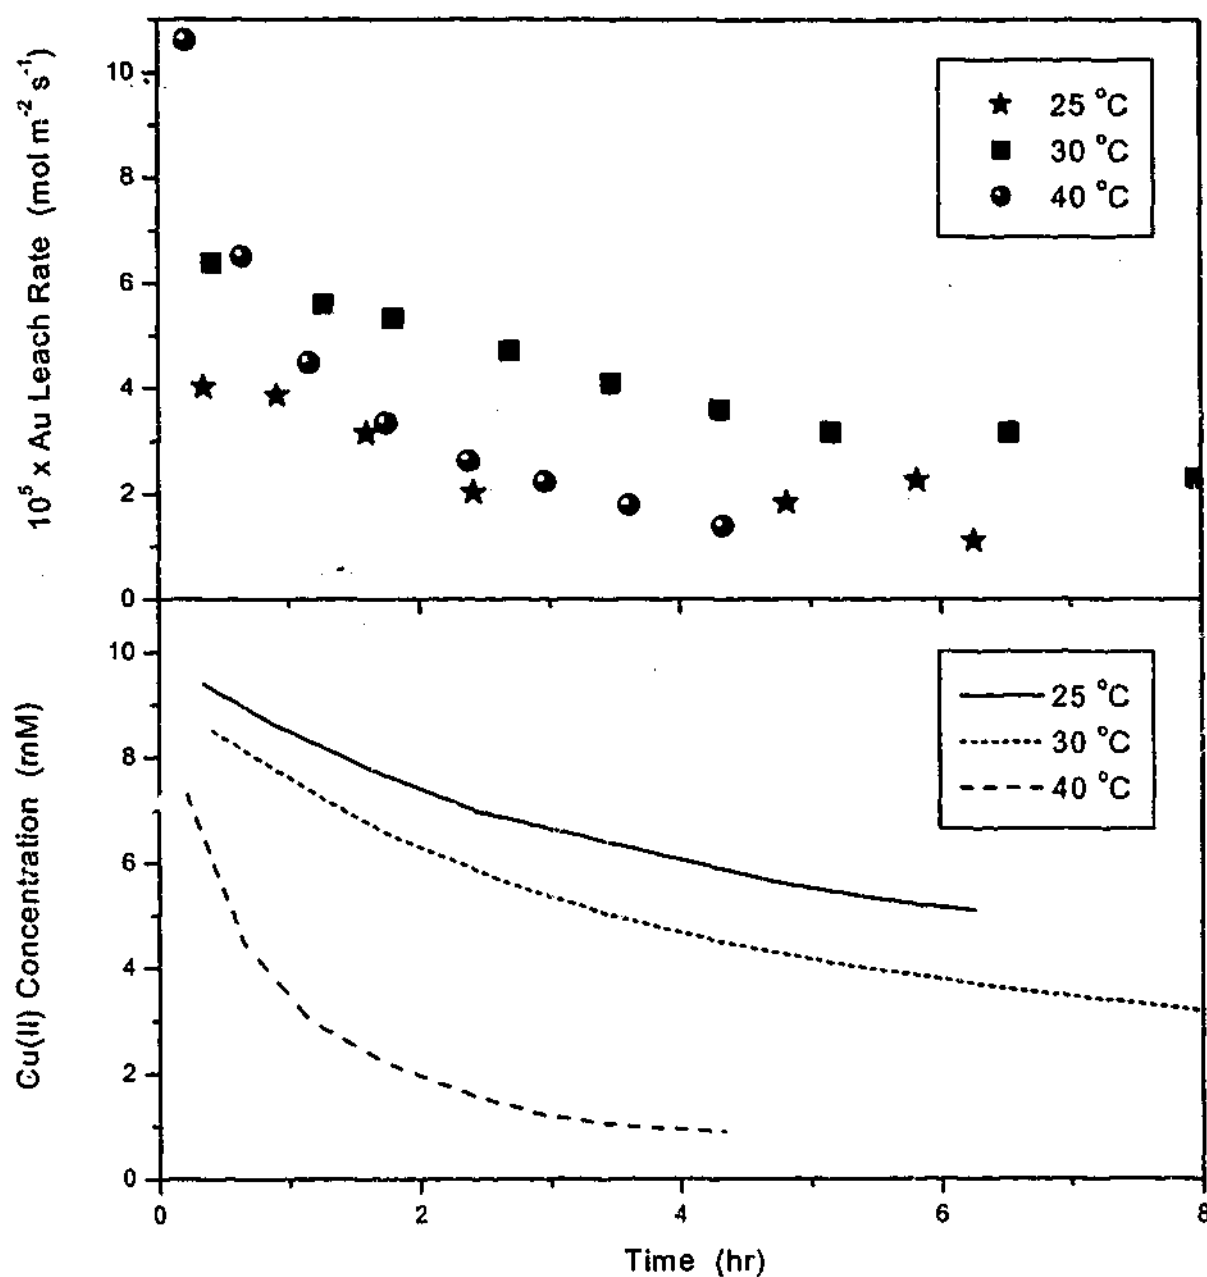 10⁵ x Au Leach Rate (mol m⁻² s⁻¹)
10
8
6
4
2
0
25 °C
30 °C
40 °C
Cu(II) Concentration (mM)
10
8
6
4
2
0
25 °C
30 °C
40 °C
0 2 4 6 8
Time (hr)